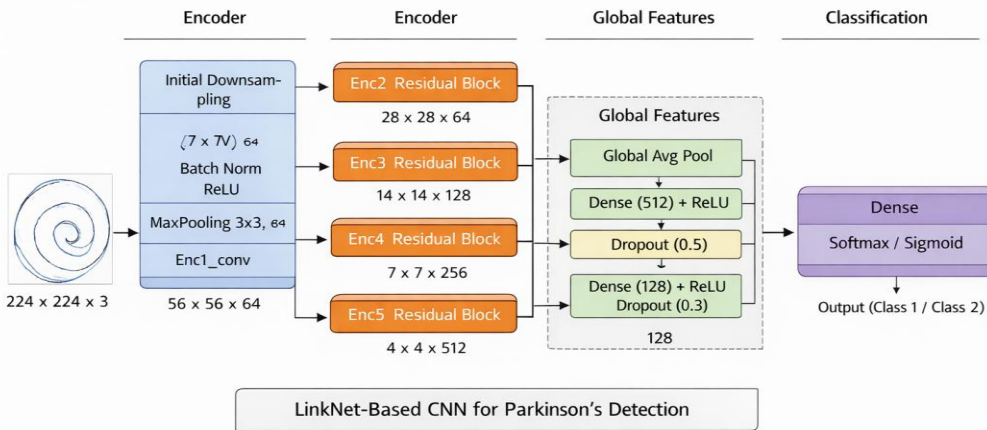 Encoder
Encoder
Global Features
Classification
Initial Downsam-
pling
(7 x 7V) 64
Batch Norm
ReLU
MaxPooling 3x3, 64
Enc1_conv
224 x 224 x 3
56 x 56 x 64
Enc2 Residual Block
28 x 28 x 64
Enc3 Residual Block
14 x 14 x 128
Enc4 Residual Block
7 x 7 x 256
Enc5 Residual Block
4 x 4 x 512
Global Features
Global Avg Pool
Dense (512) + ReLU
Dropout (0.5)
Dense (128) + ReLU
Dropout (0.3)
128
Dense
Softmax / Sigmoid
Output (Class 1 / Class 2)
LinkNet-Based CNN for Parkinson's Detection